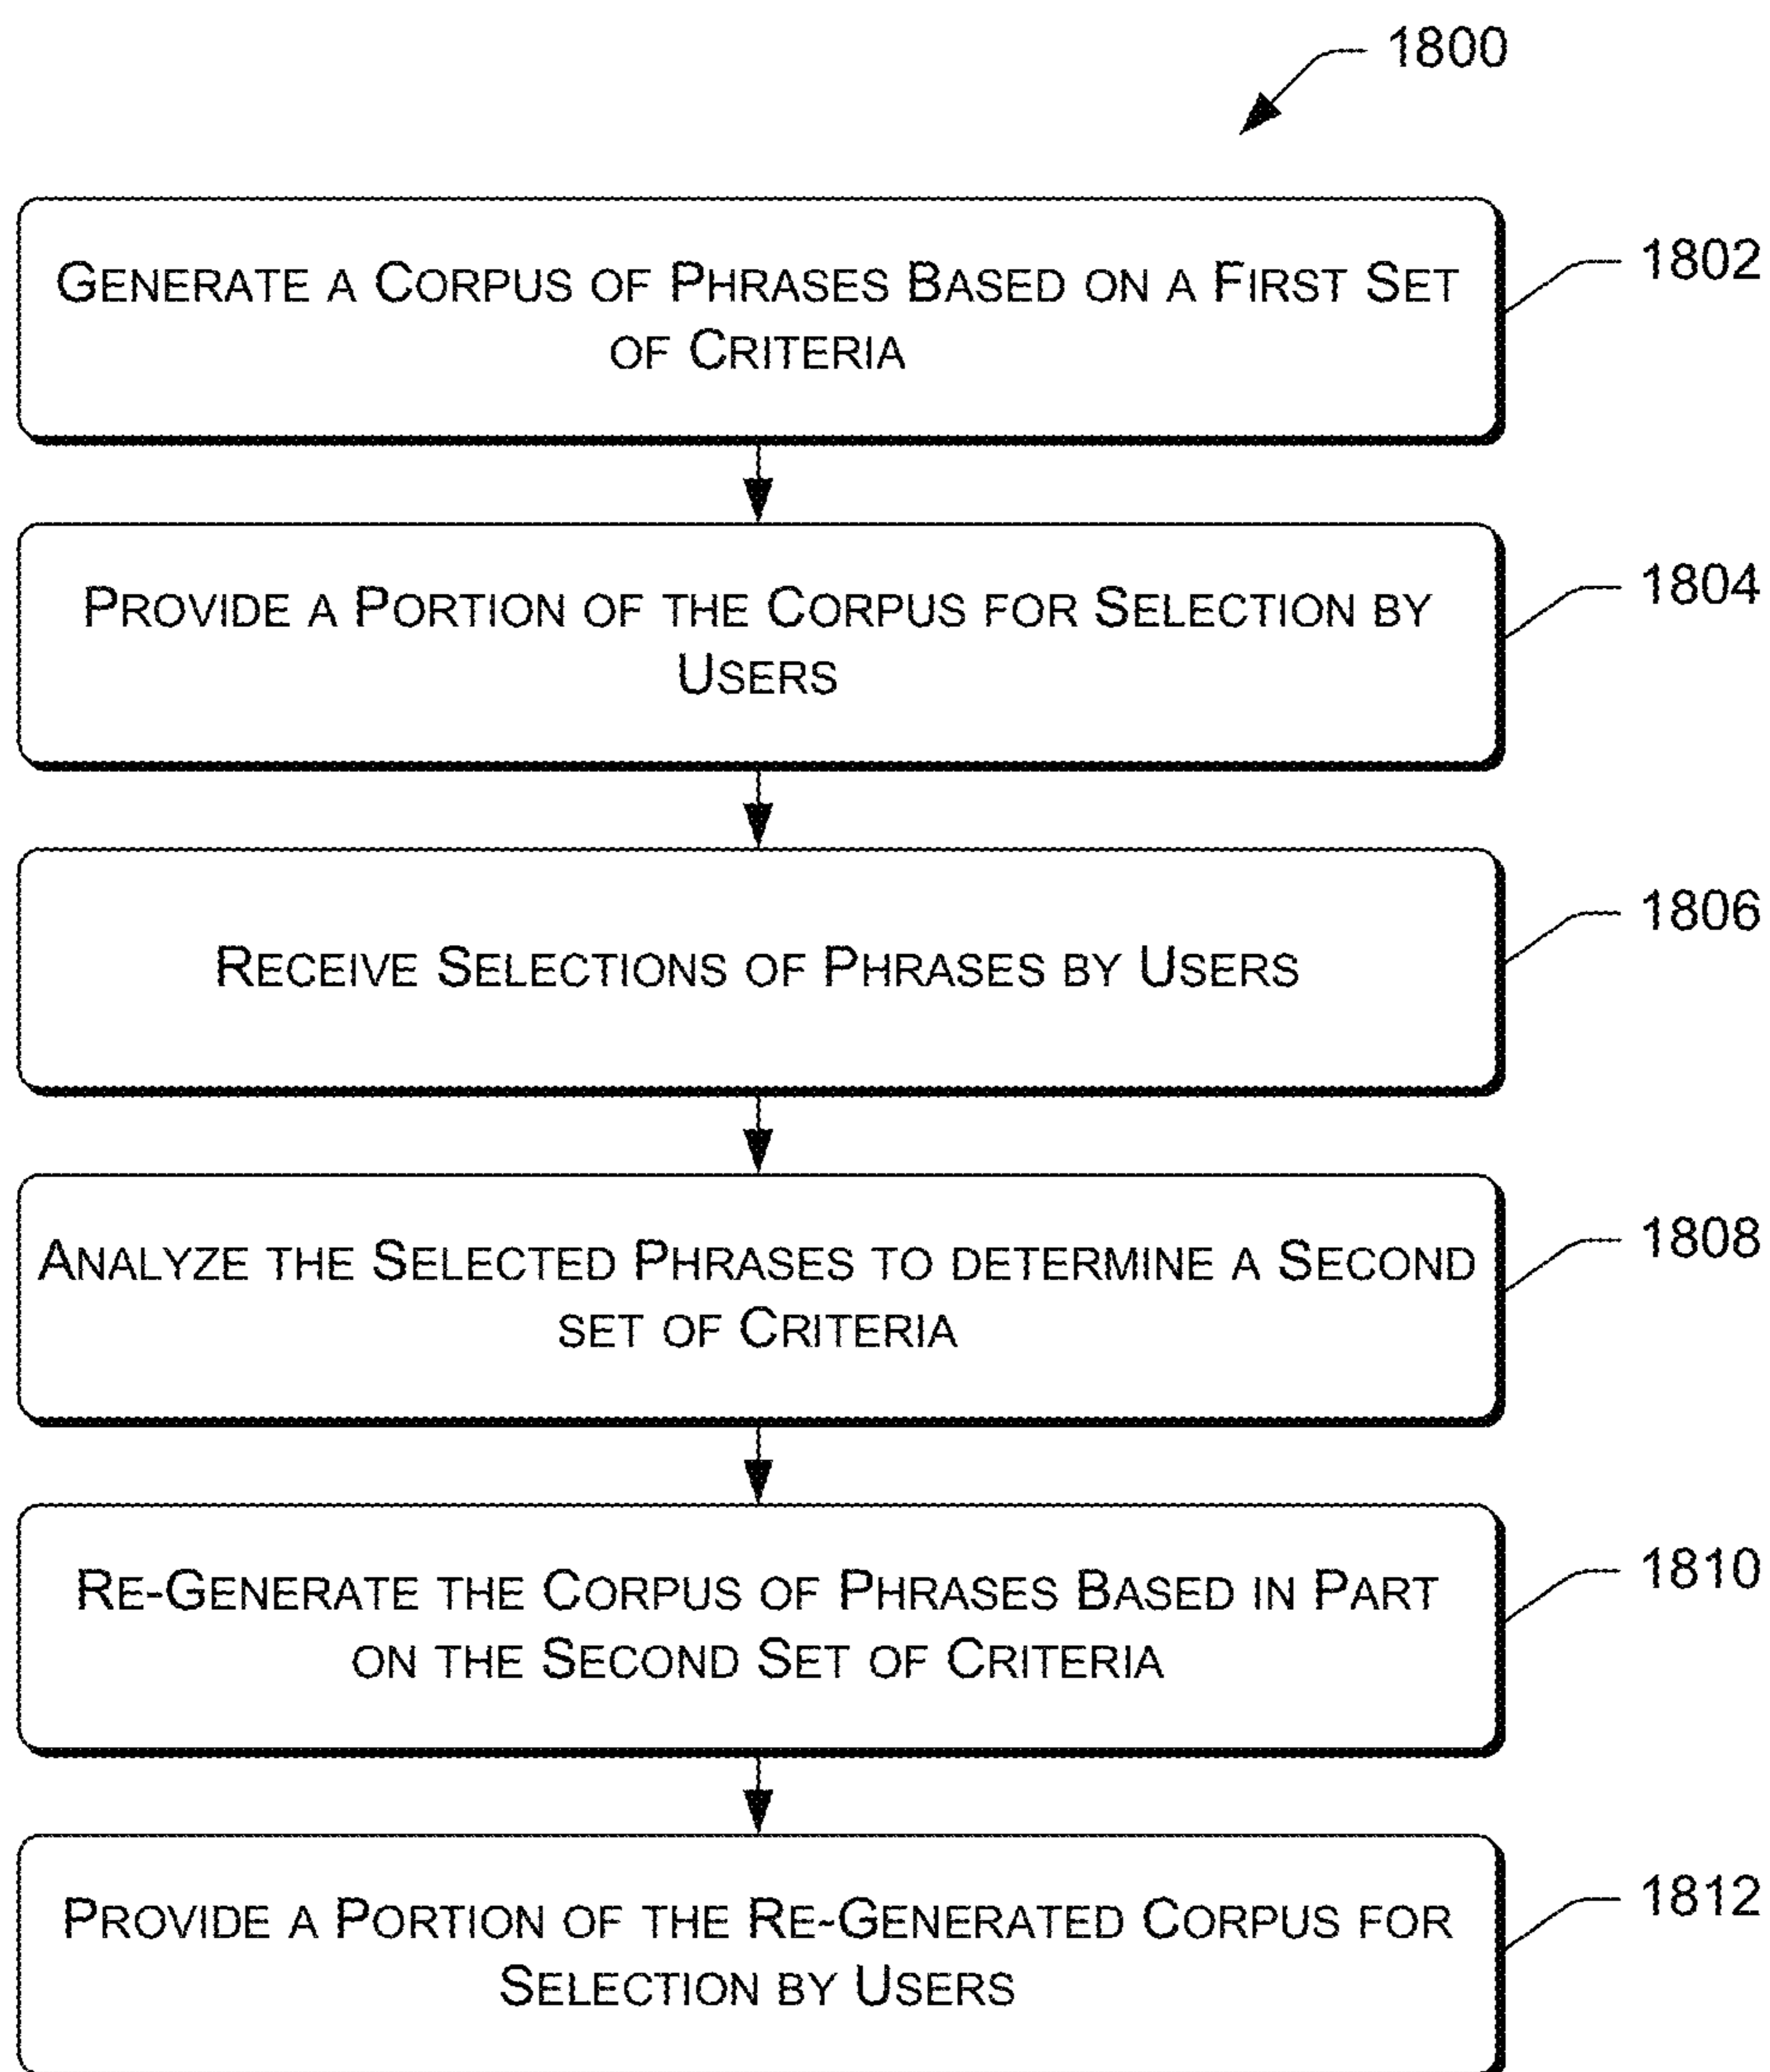 1800
GENERATE A CORPUS OF PHRASES BASED ON A FIRST SET
OF CRITERIA
1802
PROVIDE A PORTION OF THE CORPUS FOR SELECTION BY
USERS
1804
RECEIVE SELECTIONS OF PHRASES BY USERS
1806
ANALYZE THE SELECTED PHRASES TO DETERMINE A SECOND
SET OF CRITERIA
1808
RE-GENERATE THE CORPUS OF PHRASES BASED IN PART
ON THE SECOND SET OF CRITERIA
1810
PROVIDE A PORTION OF THE RE-GENERATED CORPUS FOR
SELECTION BY USERS
1812